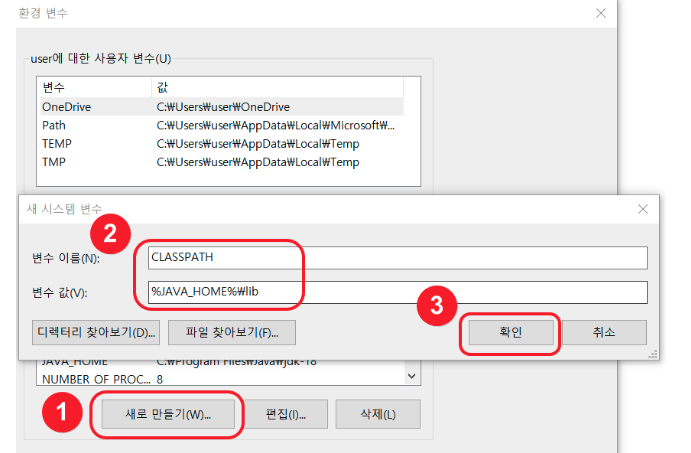 환경 변수
user에 대한 사용자 변수(U)
변수 값
OneDrive C:₩Users₩user₩OneDrive
Path C:₩Users₩user₩AppData₩Local₩Microsoft₩...
TEMP C:₩Users₩user₩AppData₩Local₩Temp
TMP C:₩Users₩user₩AppData₩Local₩Temp
새 시스템 변수
2
변수 이름(N): CLASSPATH
변수 값(V): %JAVA_HOME%₩lib
3
디렉터리 찾아보기(D)... 파일 찾아보기(F)... 확인 취소
JAVA_HOME C:₩Program Files₩Java₩jdk-18
NUMBER OF PROC... 8
1
새로 만들기(W)... 편집(I)... 삭제(L)